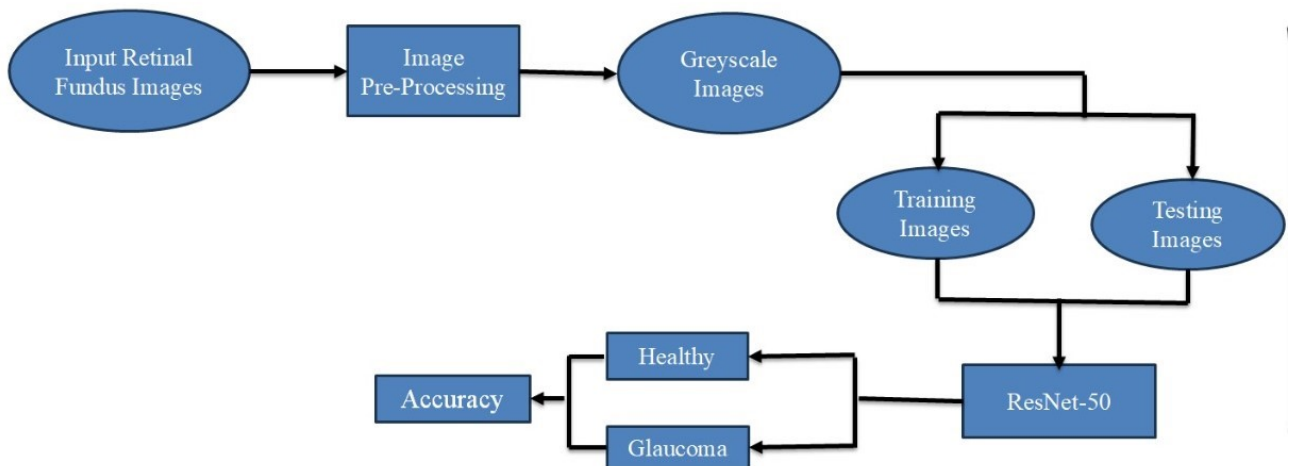 Input Retinal
Fundus Images
Image
Pre-Processing
Greyscale
Images
Training
Images
Testing
Images
ResNet-50
Healthy
Glaucoma
Accuracy